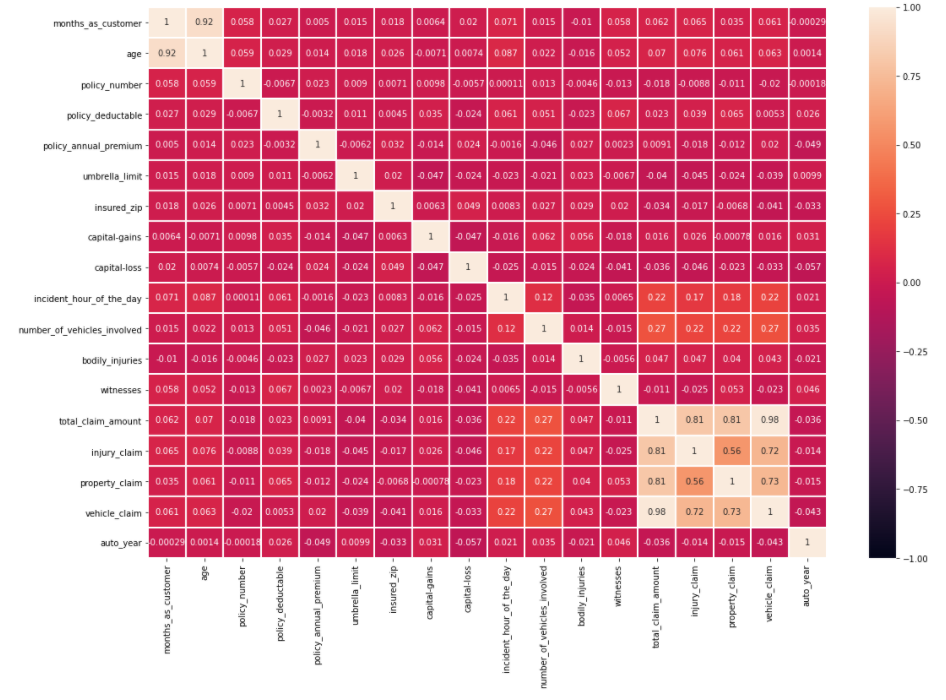 months_as_customer 1 0.92 0.058 0.027 0.005 0.015 0.018 0.0064 0.02 0.071 0.015 -0.01 0.058 0.062 0.065 0.035 0.061 -0.00029
age 0.92 1 0.059 0.029 0.014 0.018 0.026 -0.0071 0.0074 0.087 0.022 -0.016 0.052 0.07 0.076 0.061 0.063 0.0014
policy_number 0.058 0.059 1 -0.0067 0.023 0.009 0.0071 0.0098 -0.0057 0.00011 0.013 -0.0046 -0.013 -0.018 -0.0088 -0.011 -0.02 -0.00018
policy_deductable 0.027 0.029 -0.0067 1 -0.0032 0.011 0.0045 0.035 -0.024 0.061 0.051 -0.023 0.067 0.023 0.039 0.065 0.0053 0.026
policy_annual_premium 0.005 0.014 0.023 -0.0032 1 -0.0062 0.032 -0.014 0.024 -0.0016 -0.046 0.027 0.0023 0.0091 -0.018 -0.012 0.02 -0.049
umbrella_limit 0.015 0.018 0.009 0.011 -0.0062 1 0.02 -0.047 -0.024 -0.023 -0.021 0.023 -0.0067 -0.04 -0.045 -0.024 -0.039 0.0099
insured_zip 0.018 0.026 0.0071 0.0045 0.032 0.02 1 0.0063 0.049 0.0083 0.027 0.029 0.02 -0.034 -0.017 -0.0068 -0.041 -0.033
capital-gains 0.0064 -0.0071 0.0098 0.035 -0.014 -0.047 0.0063 1 -0.047 -0.016 0.062 0.056 -0.018 0.016 0.026 -0.00078 0.016 0.031
capital-loss 0.02 0.0074 -0.0057 -0.024 0.024 -0.024 0.049 -0.047 1 -0.025 -0.015 -0.024 -0.041 -0.036 -0.046 -0.023 -0.033 -0.057
incident_hour_of_the_day 0.071 0.087 0.00011 0.061 -0.0016 -0.023 0.0083 -0.016 -0.025 1 0.12 -0.035 0.0065 0.22 0.17 0.18 0.22 0.021
number_of_vehicles_involved 0.015 0.022 0.013 0.051 -0.046 -0.021 0.027 0.062 -0.015 0.12 1 0.014 -0.015 0.27 0.22 0.22 0.27 0.035
bodily_injuries -0.01 -0.016 -0.0046 -0.023 0.027 0.023 0.029 0.056 -0.024 -0.035 0.014 1 -0.0056 0.047 0.047 0.04 0.043 -0.021
witnesses 0.058 0.052 -0.013 0.067 0.0023 -0.0067 0.02 -0.018 -0.041 0.0065 -0.015 -0.0056 1 -0.011 -0.025 0.053 -0.023 0.046
total_claim_amount 0.062 0.07 -0.018 0.023 0.0091 -0.04 -0.034 0.016 -0.036 0.22 0.27 0.047 -0.011 1 0.81 0.81 0.98 -0.036
injury_claim 0.065 0.076 -0.0088 0.039 -0.018 -0.045 -0.017 0.026 -0.046 0.17 0.22 0.047 -0.025 0.81 1 0.56 0.72 -0.014
property_claim 0.035 0.061 -0.011 0.065 -0.012 -0.024 -0.0068 -0.00078 -0.023 0.18 0.22 0.04 0.053 0.81 0.56 1 0.73 -0.015
vehicle_claim 0.061 0.063 -0.02 0.0053 0.02 -0.039 -0.041 0.016 -0.033 0.22 0.27 0.043 -0.023 0.98 0.72 0.73 1 -0.043
auto_year -0.00029 0.0014 -0.00018 0.026 -0.049 0.0099 -0.033 0.031 -0.057 0.021 0.035 -0.021 0.046 -0.036 -0.014 -0.015 -0.043 1
months_as_customer
age
policy_number
policy_deductable
policy_annual_premium
umbrella_limit
insured_zip
capital-gains
capital-loss
incident_hour_of_the_day
number_of_vehicles_involved
bodily_injuries
witnesses
total_claim_amount
injury_claim
property_claim
vehicle_claim
auto_year
1.00
0.75
0.50
0.25
0.00
−0.25
−0.50
−0.75
−1.00